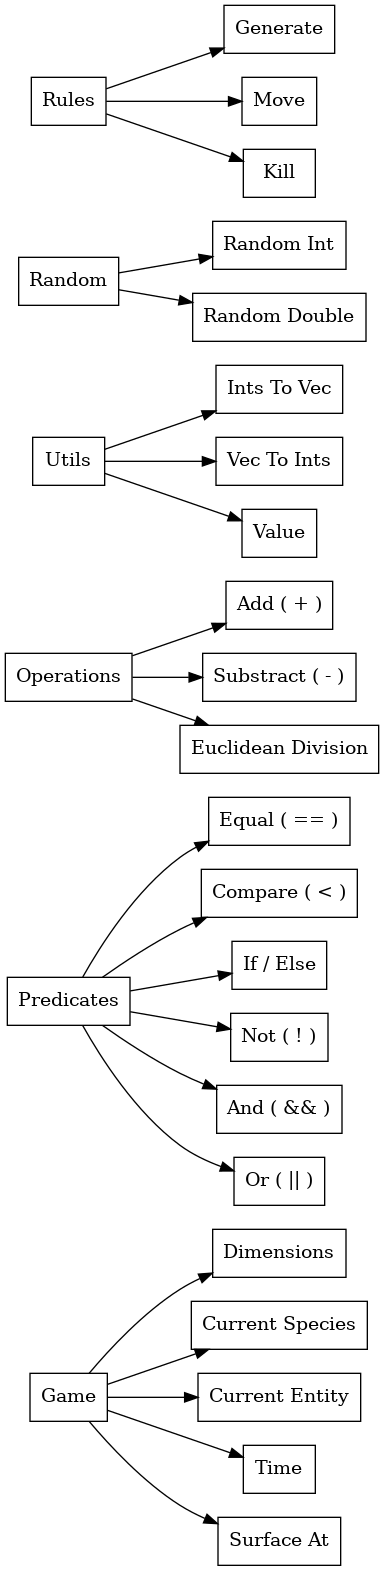 Generate
Rules
Move
Kill
Random Int
Random
Random Double
Ints To Vec
Utils
Vec To Ints
Value
Add ( + )
Operations
Substract ( - )
Euclidean Division
Equal ( == )
Compare ( < )
If / Else
Predicates
Not ( ! )
And ( && )
Or ( || )
Dimensions
Current Species
Game
Current Entity
Time
Surface At